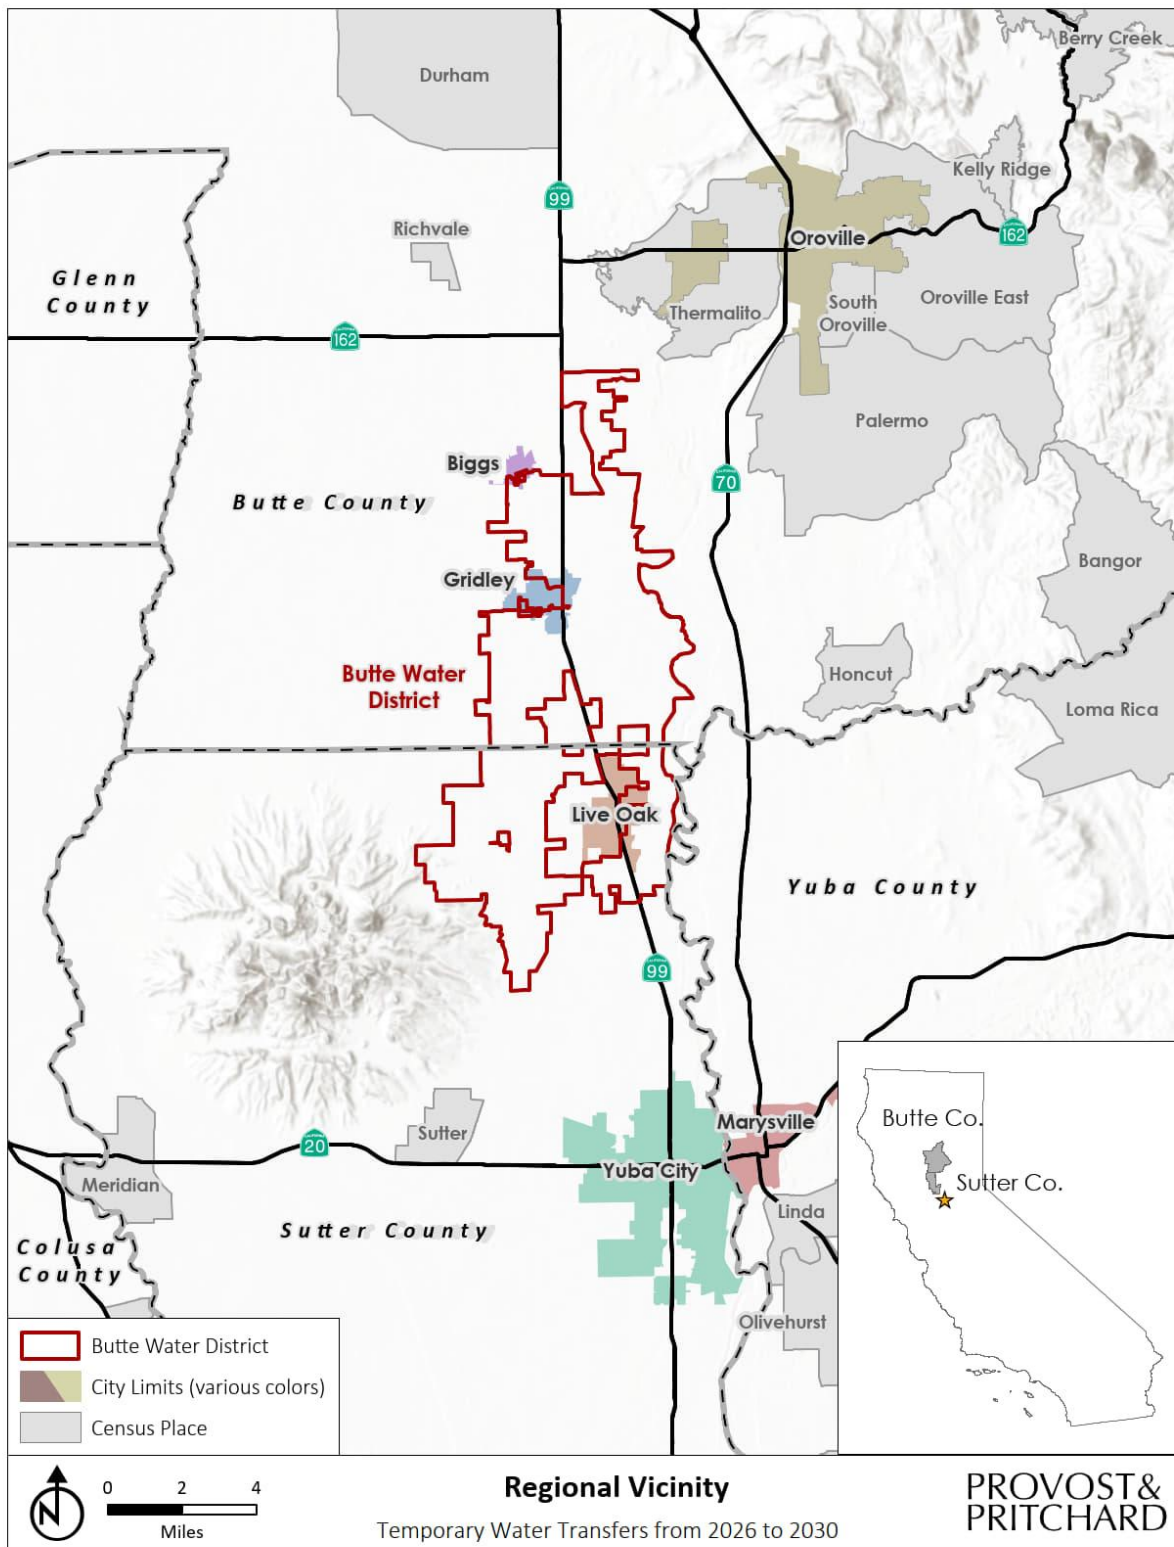 Berry Creek
Durham
Kelly Ridge
99
Richvale
162
Oroville
Glenn
County
Oroville East
South
Oroville
Thermalito
162
Palermo
Biggs
70
Butte County
Bangor
Gridley
Honcut
Butte Water
District
Loma Rica
Live Oak
Yuba County
99
Marysville
Sutter
20
Yuba City
Meridian
Linda
Sutter County
Colusa
County
Olivehurst
Butte Co.
Sutter Co.
Butte Water District
City Limits (various colors)
Census Place
N
0 2 4
Miles
Regional Vicinity
Temporary Water Transfers from 2026 to 2030
PROVOST&
PRITCHARD